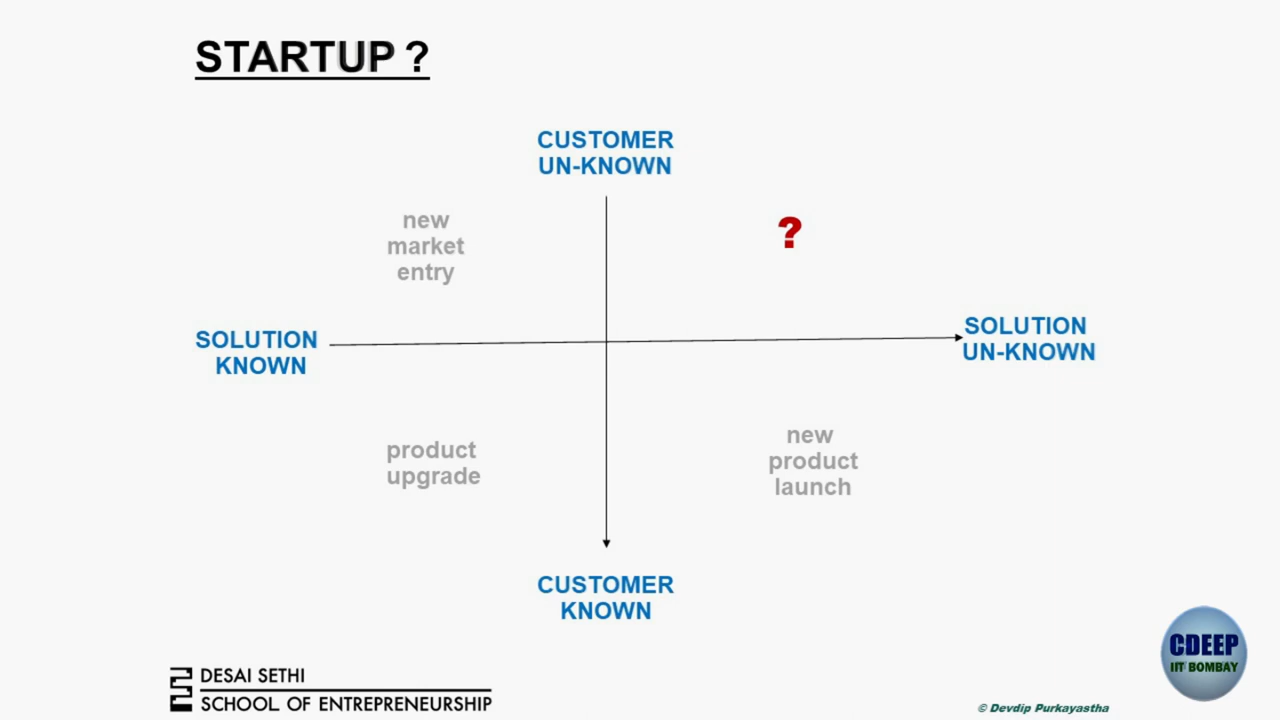 STARTUP ?
CUSTOMER
UN-KNOWN
new
market
entry
?
SOLUTION
KNOWN
SOLUTION
UN-KNOWN
product
upgrade
new
product
launch
CUSTOMER
KNOWN
DESAI SETHI
SCHOOL OF ENTREPRENEURSHIP
CDEEP
IIT BOMBAY
© Devdip Purkayastha